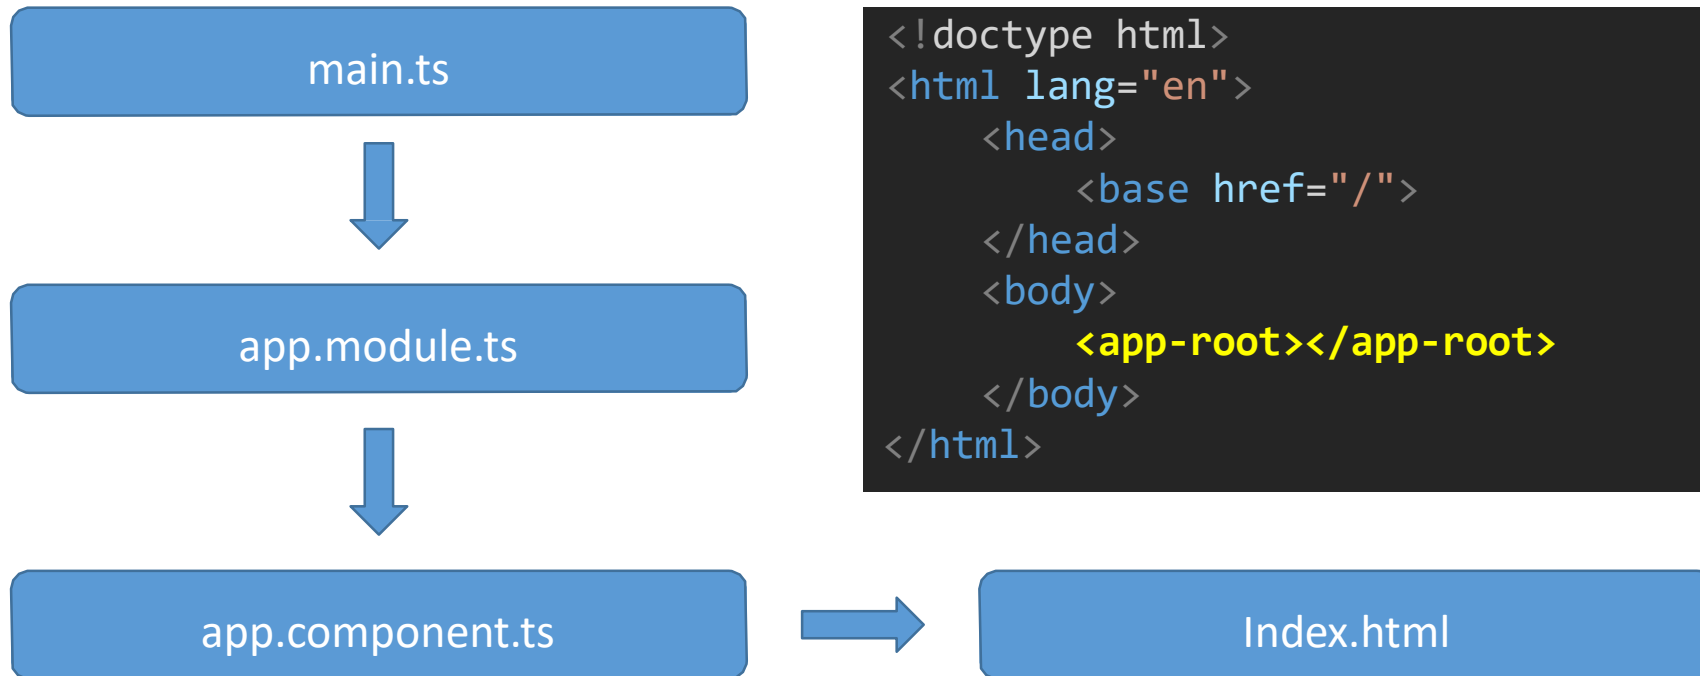 main.ts
app.module.ts
app.component.ts
Index.html
<!doctype html>
<html lang="en">
<head>
<base href="/">
</head>
<body>
<app-root></app-root>
</body>
</html>